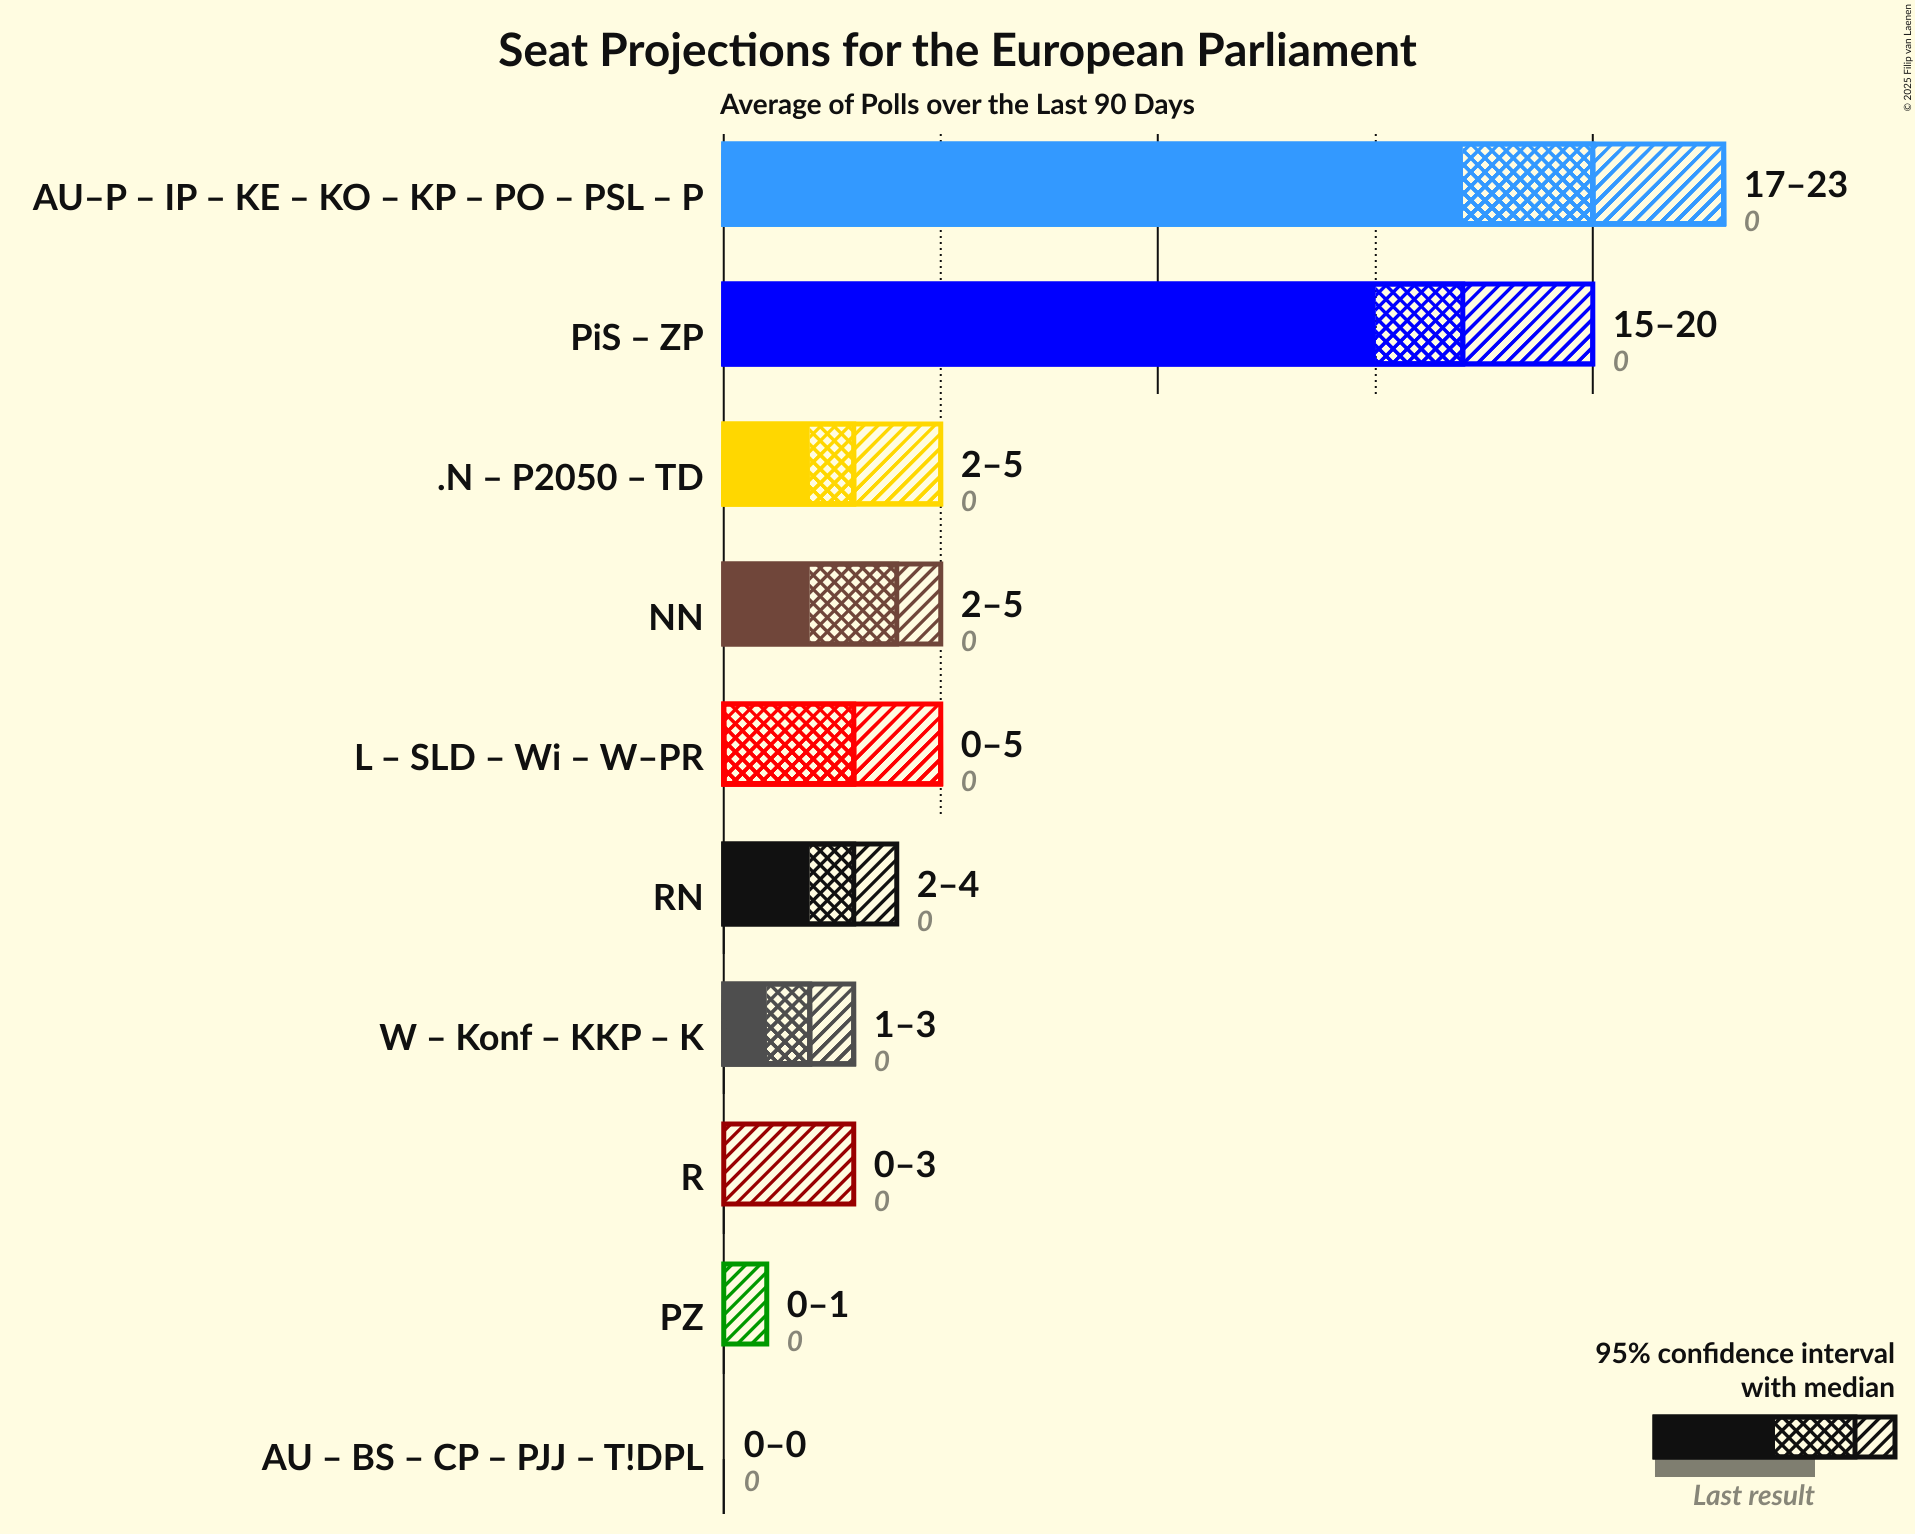 Seat Projections for the European Parliament
Average of Polls over the Last 90 Days
© 2025 Filip van Laenen
AU–P – IP – KE – KO – KP – PO – PSL – P
17–23
0
PiS – ZP
15–20
0
.N – P2050 – TD
2–5
0
NN
2–5
0
L – SLD – Wi – W–PR
0–5
0
RN
2–4
0
W – Konf – KKP – K
1–3
0
R
0–3
0
PZ
0–1
0
AU – BS – CP – PJJ – T!DPL
0–0
0
95% confidence interval
with median
Last result